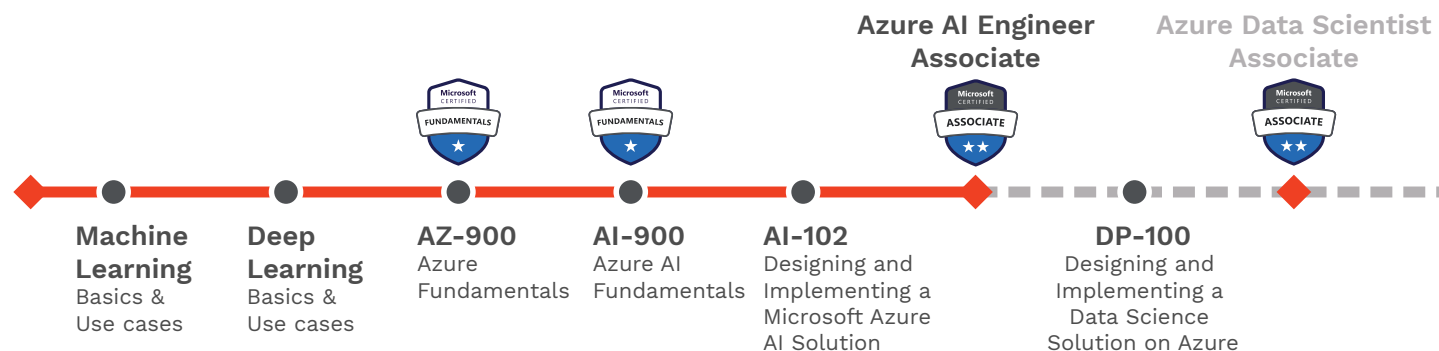 Azure AI Engineer
Associate
Azure Data Scientist
Associate
Microsoft
CERTIFIED
FUNDAMENTALS
Microsoft
CERTIFIED
FUNDAMENTALS
Microsoft
CERTIFIED
ASSOCIATE
Microsoft
CERTIFIED
ASSOCIATE
Machine
Learning
Basics &
Use cases
Deep
Learning
Basics &
Use cases
AZ-900
Azure
Fundamentals
AI-900
Azure AI
Fundamentals
AI-102
Designing and
Implementing a
Microsoft Azure
AI Solution
DP-100
Designing and
Implementing a
Data Science
Solution on Azure